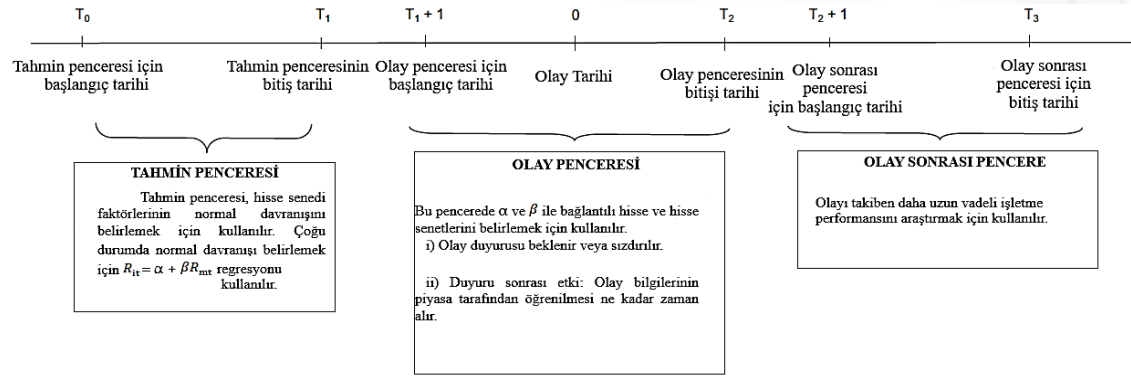 T₀ T₁ T₁ + 1 0 T₂ T₂ + 1 T₃
Tahmin penceresi için
başlangıç tarihi
Tahmin penceresinin
bitiş tarihi
Olay penceresi için
başlangıç tarihi
Olay Tarihi
Olay penceresinin
bitişi tarihi
Olay sonrası
penceresi
için başlangıç tarihi
Olay sonrası
penceresi için
bitiş tarihi
TAHMİN PENCERESİ
Tahmin penceresi, hisse senedi
faktörlerinin normal davranışını
belirlemek için kullanılır. Çoğu
durumda normal davranışı belirlemek
için Rᵢₜ = α + βRₘₜ regresyonu
kullanılır.
OLAY PENCERESİ
Bu pencerede α ve β ile bağlantılı hisse ve hisse
senetlerini belirlemek için kullanılır.
i) Olay duyurusu beklenir veya sızdırılır.
ii) Duyuru sonrası etki: Olay bilgilerinin
piyasa tarafından öğrenilmesi ne kadar zaman
alır.
OLAY SONRASI PENCERE
Olayı takiben daha uzun vadeli işletme
performansını araştırmak için kullanılır.